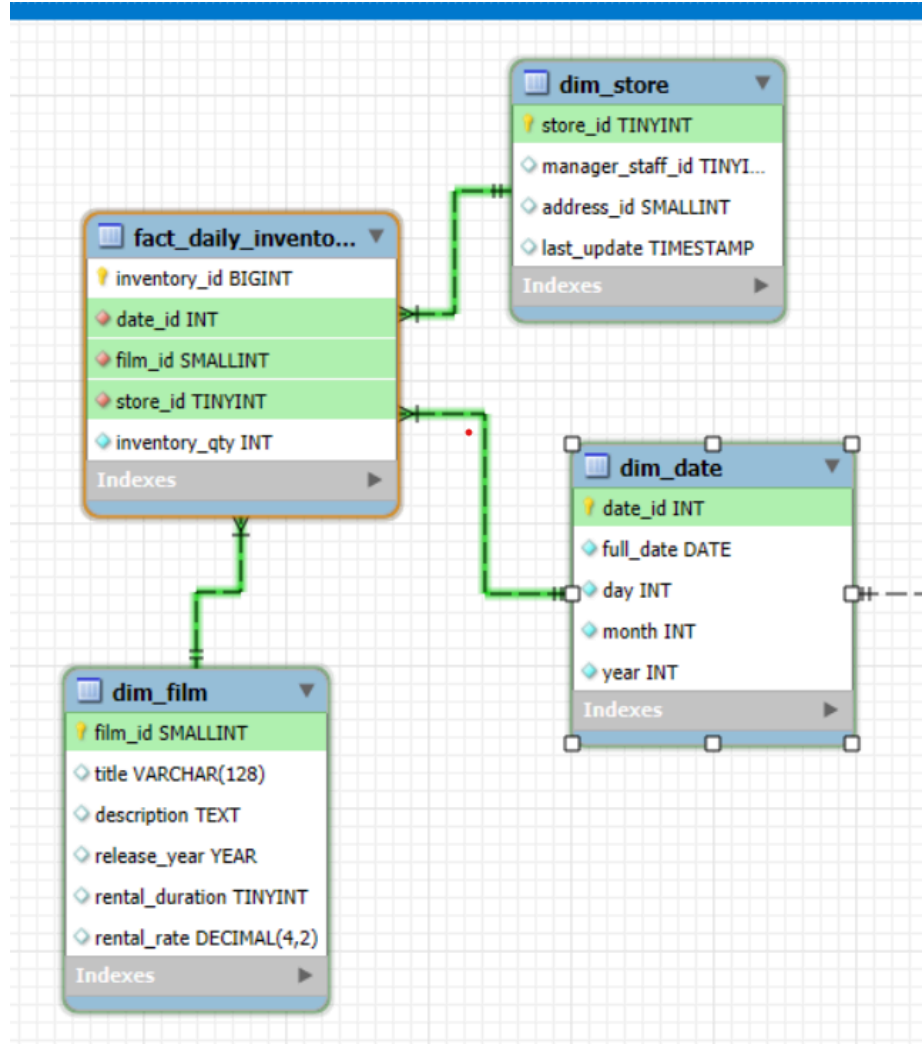 dim_store
store_id TINYINT
manager_staff_id TINYI...
address_id SMALLINT
last_update TIMESTAMP
Indexes
fact_daily_invento...
inventory_id BIGINT
date_id INT
film_id SMALLINT
store_id TINYINT
inventory_qty INT
Indexes
dim_date
date_id INT
full_date DATE
day INT
month INT
year INT
Indexes
dim_film
film_id SMALLINT
title VARCHAR(128)
description TEXT
release_year YEAR
rental_duration TINYINT
rental_rate DECIMAL(4,2)
Indexes